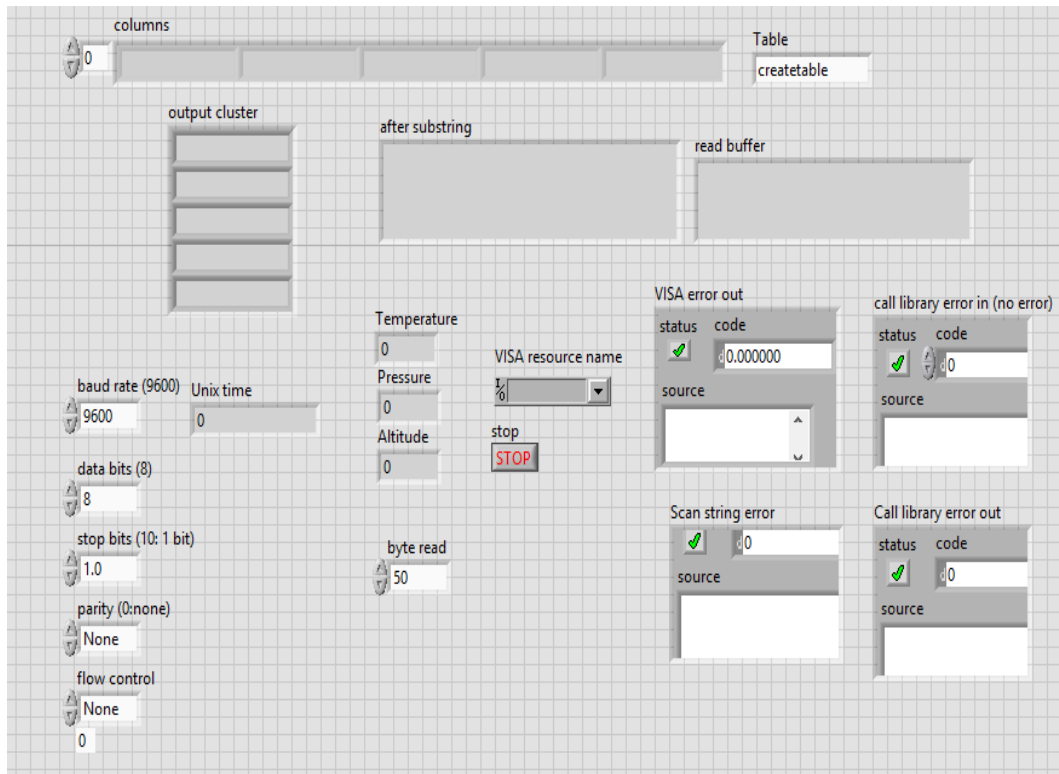 columns
0
Table
createtable
output cluster
after substring
read buffer
VISA error out
status code
d 0.000000
source
call library error in (no error)
status code
d 0
source
Temperature
0
Pressure
0
Altitude
0
VISA resource name
I/O
stop
STOP
baud rate (9600)
9600
Unix time
0
data bits (8)
8
stop bits (10: 1 bit)
1.0
parity (0:none)
None
flow control
None
0
byte read
50
Scan string error
d 0
source
Call library error out
status code
d 0
source